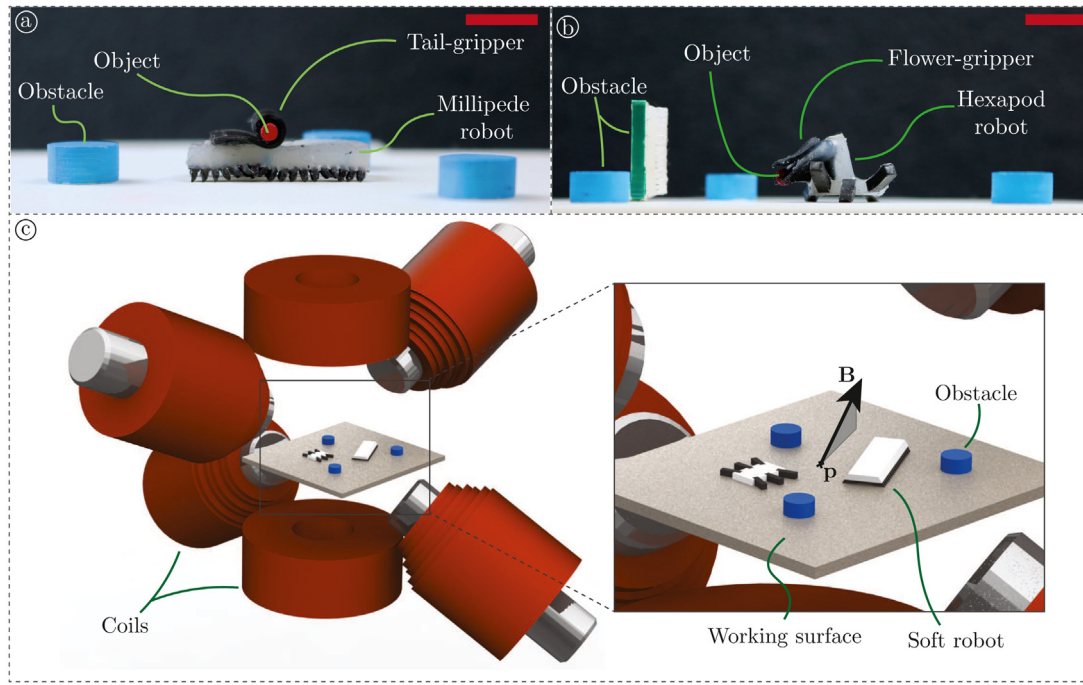 a
Tail-gripper
Object
Obstacle
Millipede
robot
b
Object
Flower-gripper
Obstacle
Hexapod
robot
c
B
Obstacle
p
Coils
Working surface
Soft robot